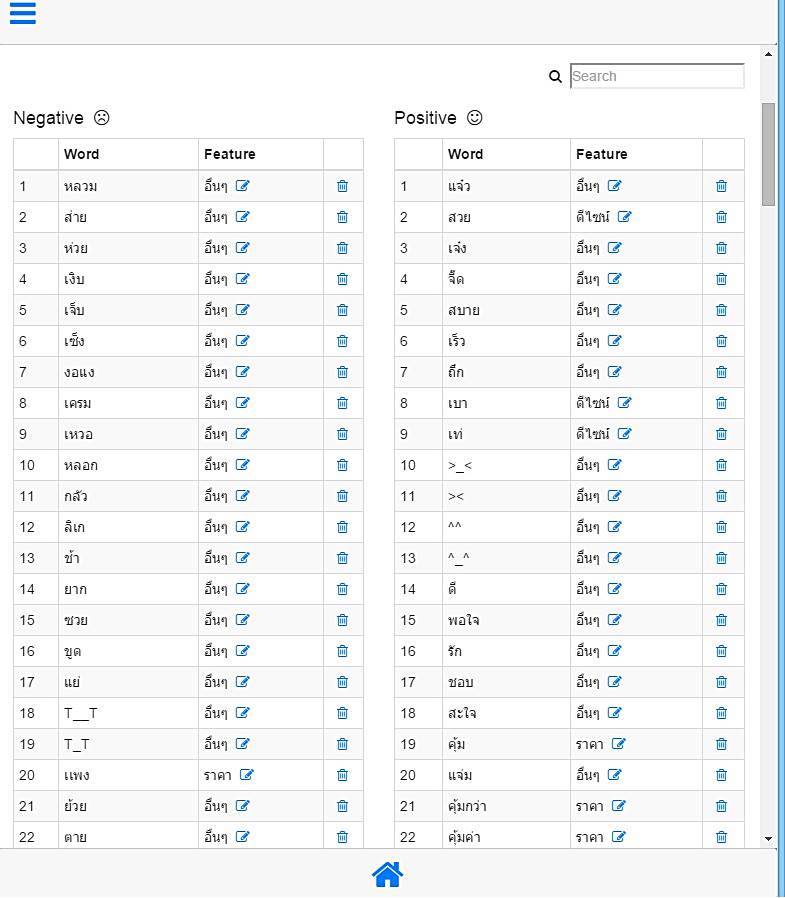 Search
Negative
Word Feature
1 หลวม อื่นๆ
2 ส่าย อื่นๆ
3 ห่วย อื่นๆ
4 เงิบ อื่นๆ
5 เจ็บ อื่นๆ
6 เซ็ง อื่นๆ
7 งอแง อื่นๆ
8 เครม อื่นๆ
9 เหวอ อื่นๆ
10 หลอก อื่นๆ
11 กลัว อื่นๆ
12 ลิเก อื่นๆ
13 ช้า อื่นๆ
14 ยาก อื่นๆ
15 ซวย อื่นๆ
16 ขูด อื่นๆ
17 แย่ อื่นๆ
18 T__T อื่นๆ
19 T_T อื่นๆ
20 แพง ราคา
21 ย้วย อื่นๆ
22 ตาย อื่นๆ
Positive
Word Feature
1 แจ๋ว อื่นๆ
2 สวย ดีไซน์
3 เจ๋ง อื่นๆ
4 จี๊ด อื่นๆ
5 สบาย อื่นๆ
6 เร็ว อื่นๆ
7 ถึก อื่นๆ
8 เบา ดีไซน์
9 เท่ ดีไซน์
10 >_< อื่นๆ
11 >< อื่นๆ
12 ^^ อื่นๆ
13 ^_^ อื่นๆ
14 ดี อื่นๆ
15 พอใจ อื่นๆ
16 รัก อื่นๆ
17 ชอบ อื่นๆ
18 สะใจ อื่นๆ
19 คุ้ม ราคา
20 แจ่ม อื่นๆ
21 คุ้มกว่า ราคา
22 คุ้มค่า ราคา